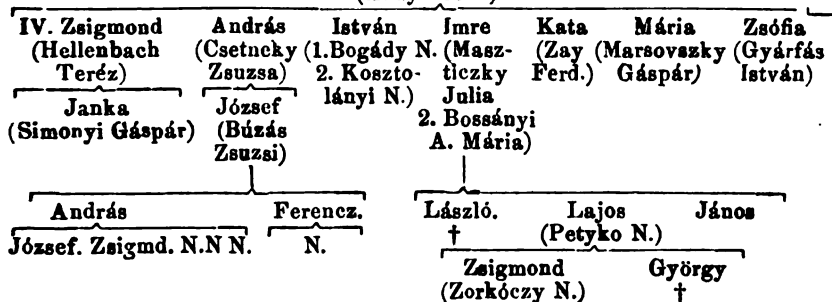 IV. Zsigmond András István Imre Kata Mária Zsófia
(Hellenbach (Csetneky (1.Bogády N. (Masz- (Zay (Marsovszky (Gyárfás
Teréz) Zsuzsa) 2. Koszto- ticzky Ferd.) Gáspár) István)
Janka József lányi N.) Julia
(Simonyi Gáspár) (Búzás 2. Bossányi
Zsuzsi) A. Mária)
András Ferencz. László. Lajos János
József. Zsigmd. N.N N. N. † (Petyko N.)
Zsigmond György
(Zorkóczy N.) †